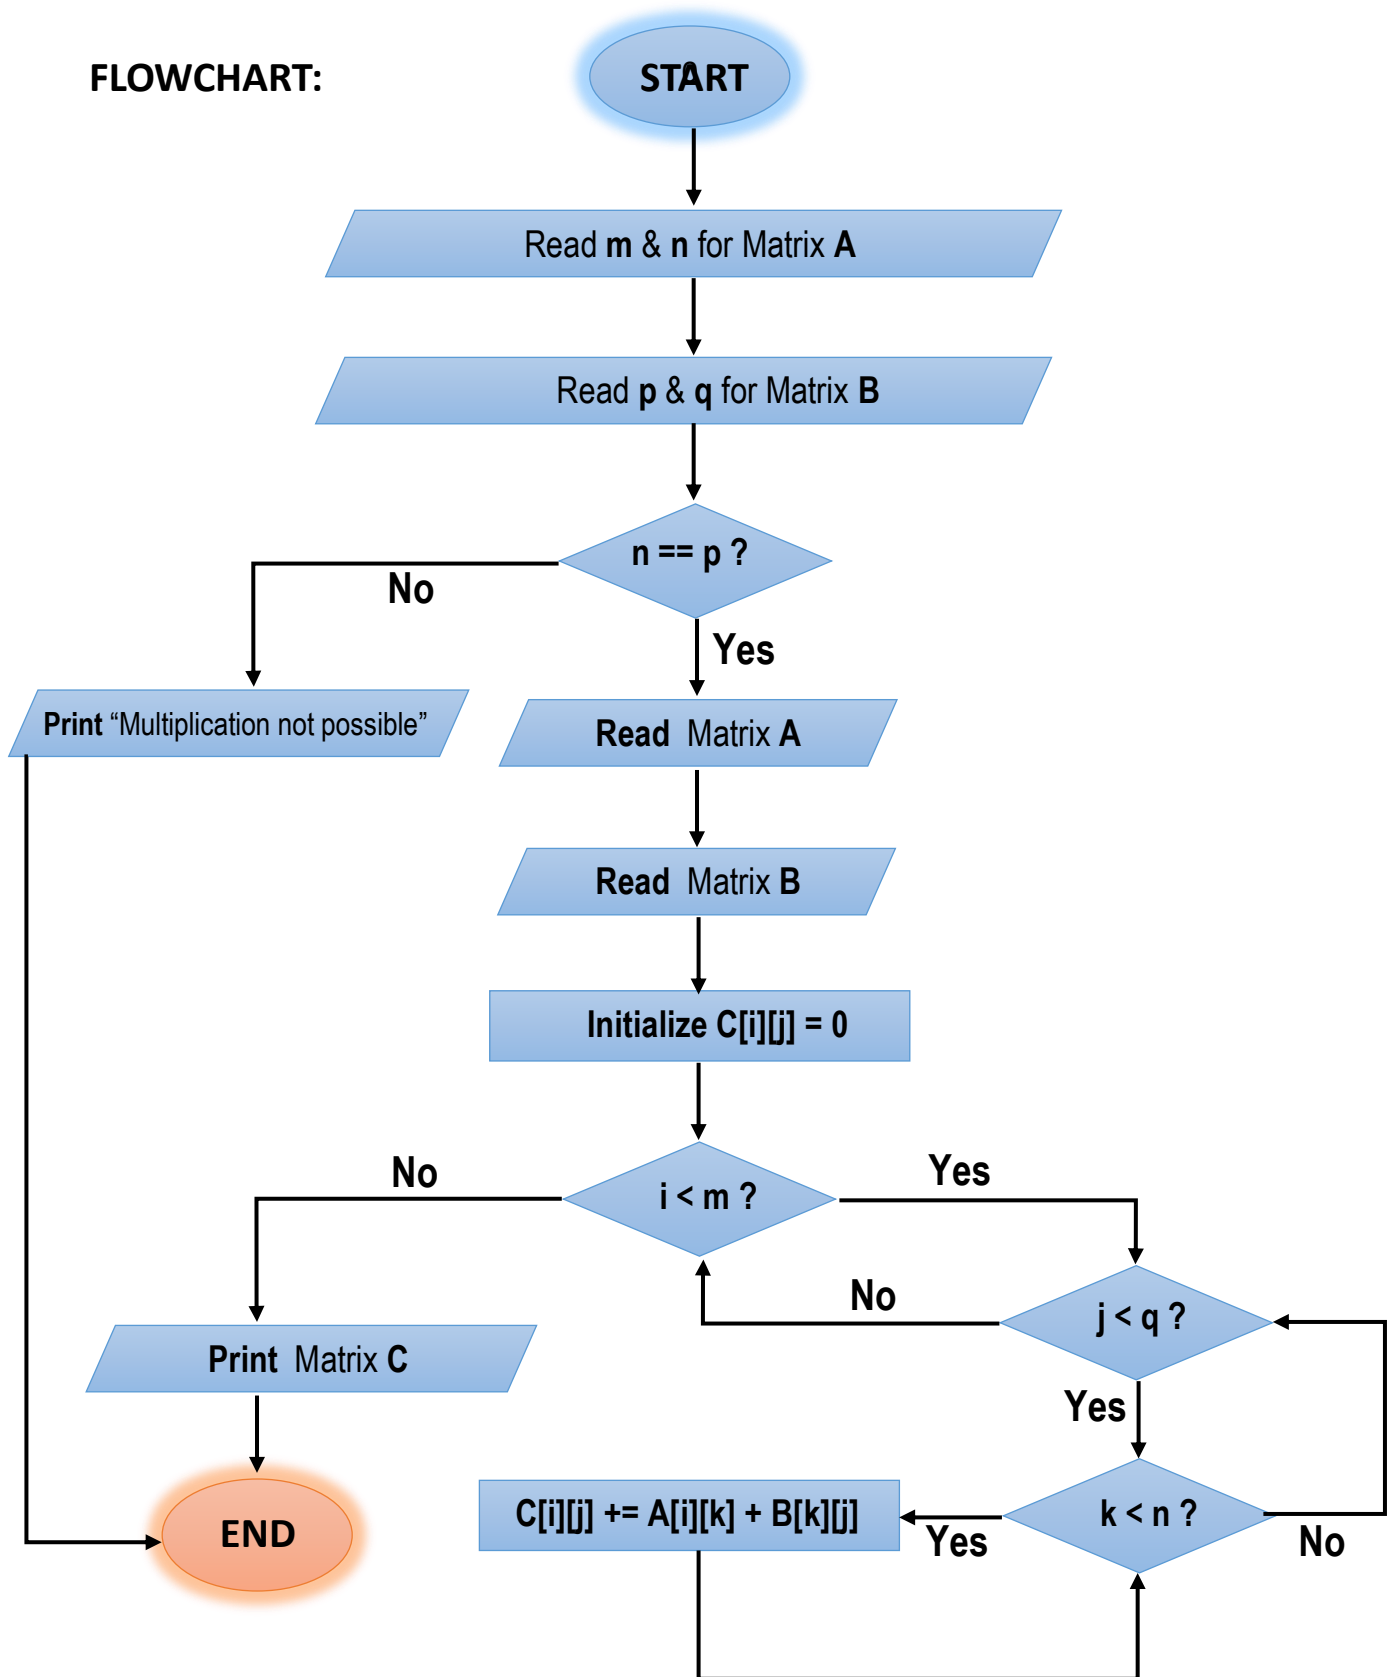 FLOWCHART:
START
Read m & n for Matrix A
Read p & q for Matrix B
n == p ?
No
Yes
Print “Multiplication not possible”
Read Matrix A
Read Matrix B
Initialize C[i][j] = 0
i < m ?
No
Yes
j < q ?
No
Print Matrix C
Yes
k < n ?
C[i][j] += A[i][k] + B[k][j]
Yes
No
END